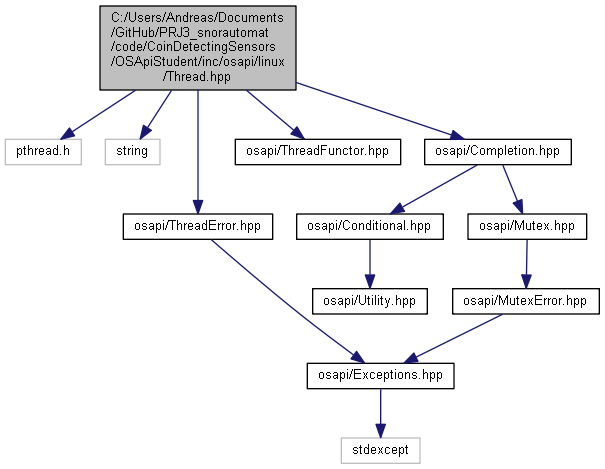 C:/Users/Andreas/Documents
/GitHub/PRJ3_snorautomat
/code/CoinDetectingSensors
/OSApiStudent/inc/osapi/linux
/Thread.hpp
pthread.h
string
osapi/ThreadFunctor.hpp
osapi/Completion.hpp
osapi/ThreadError.hpp
osapi/Conditional.hpp
osapi/Mutex.hpp
osapi/Utility.hpp
osapi/MutexError.hpp
osapi/Exceptions.hpp
stdexcept